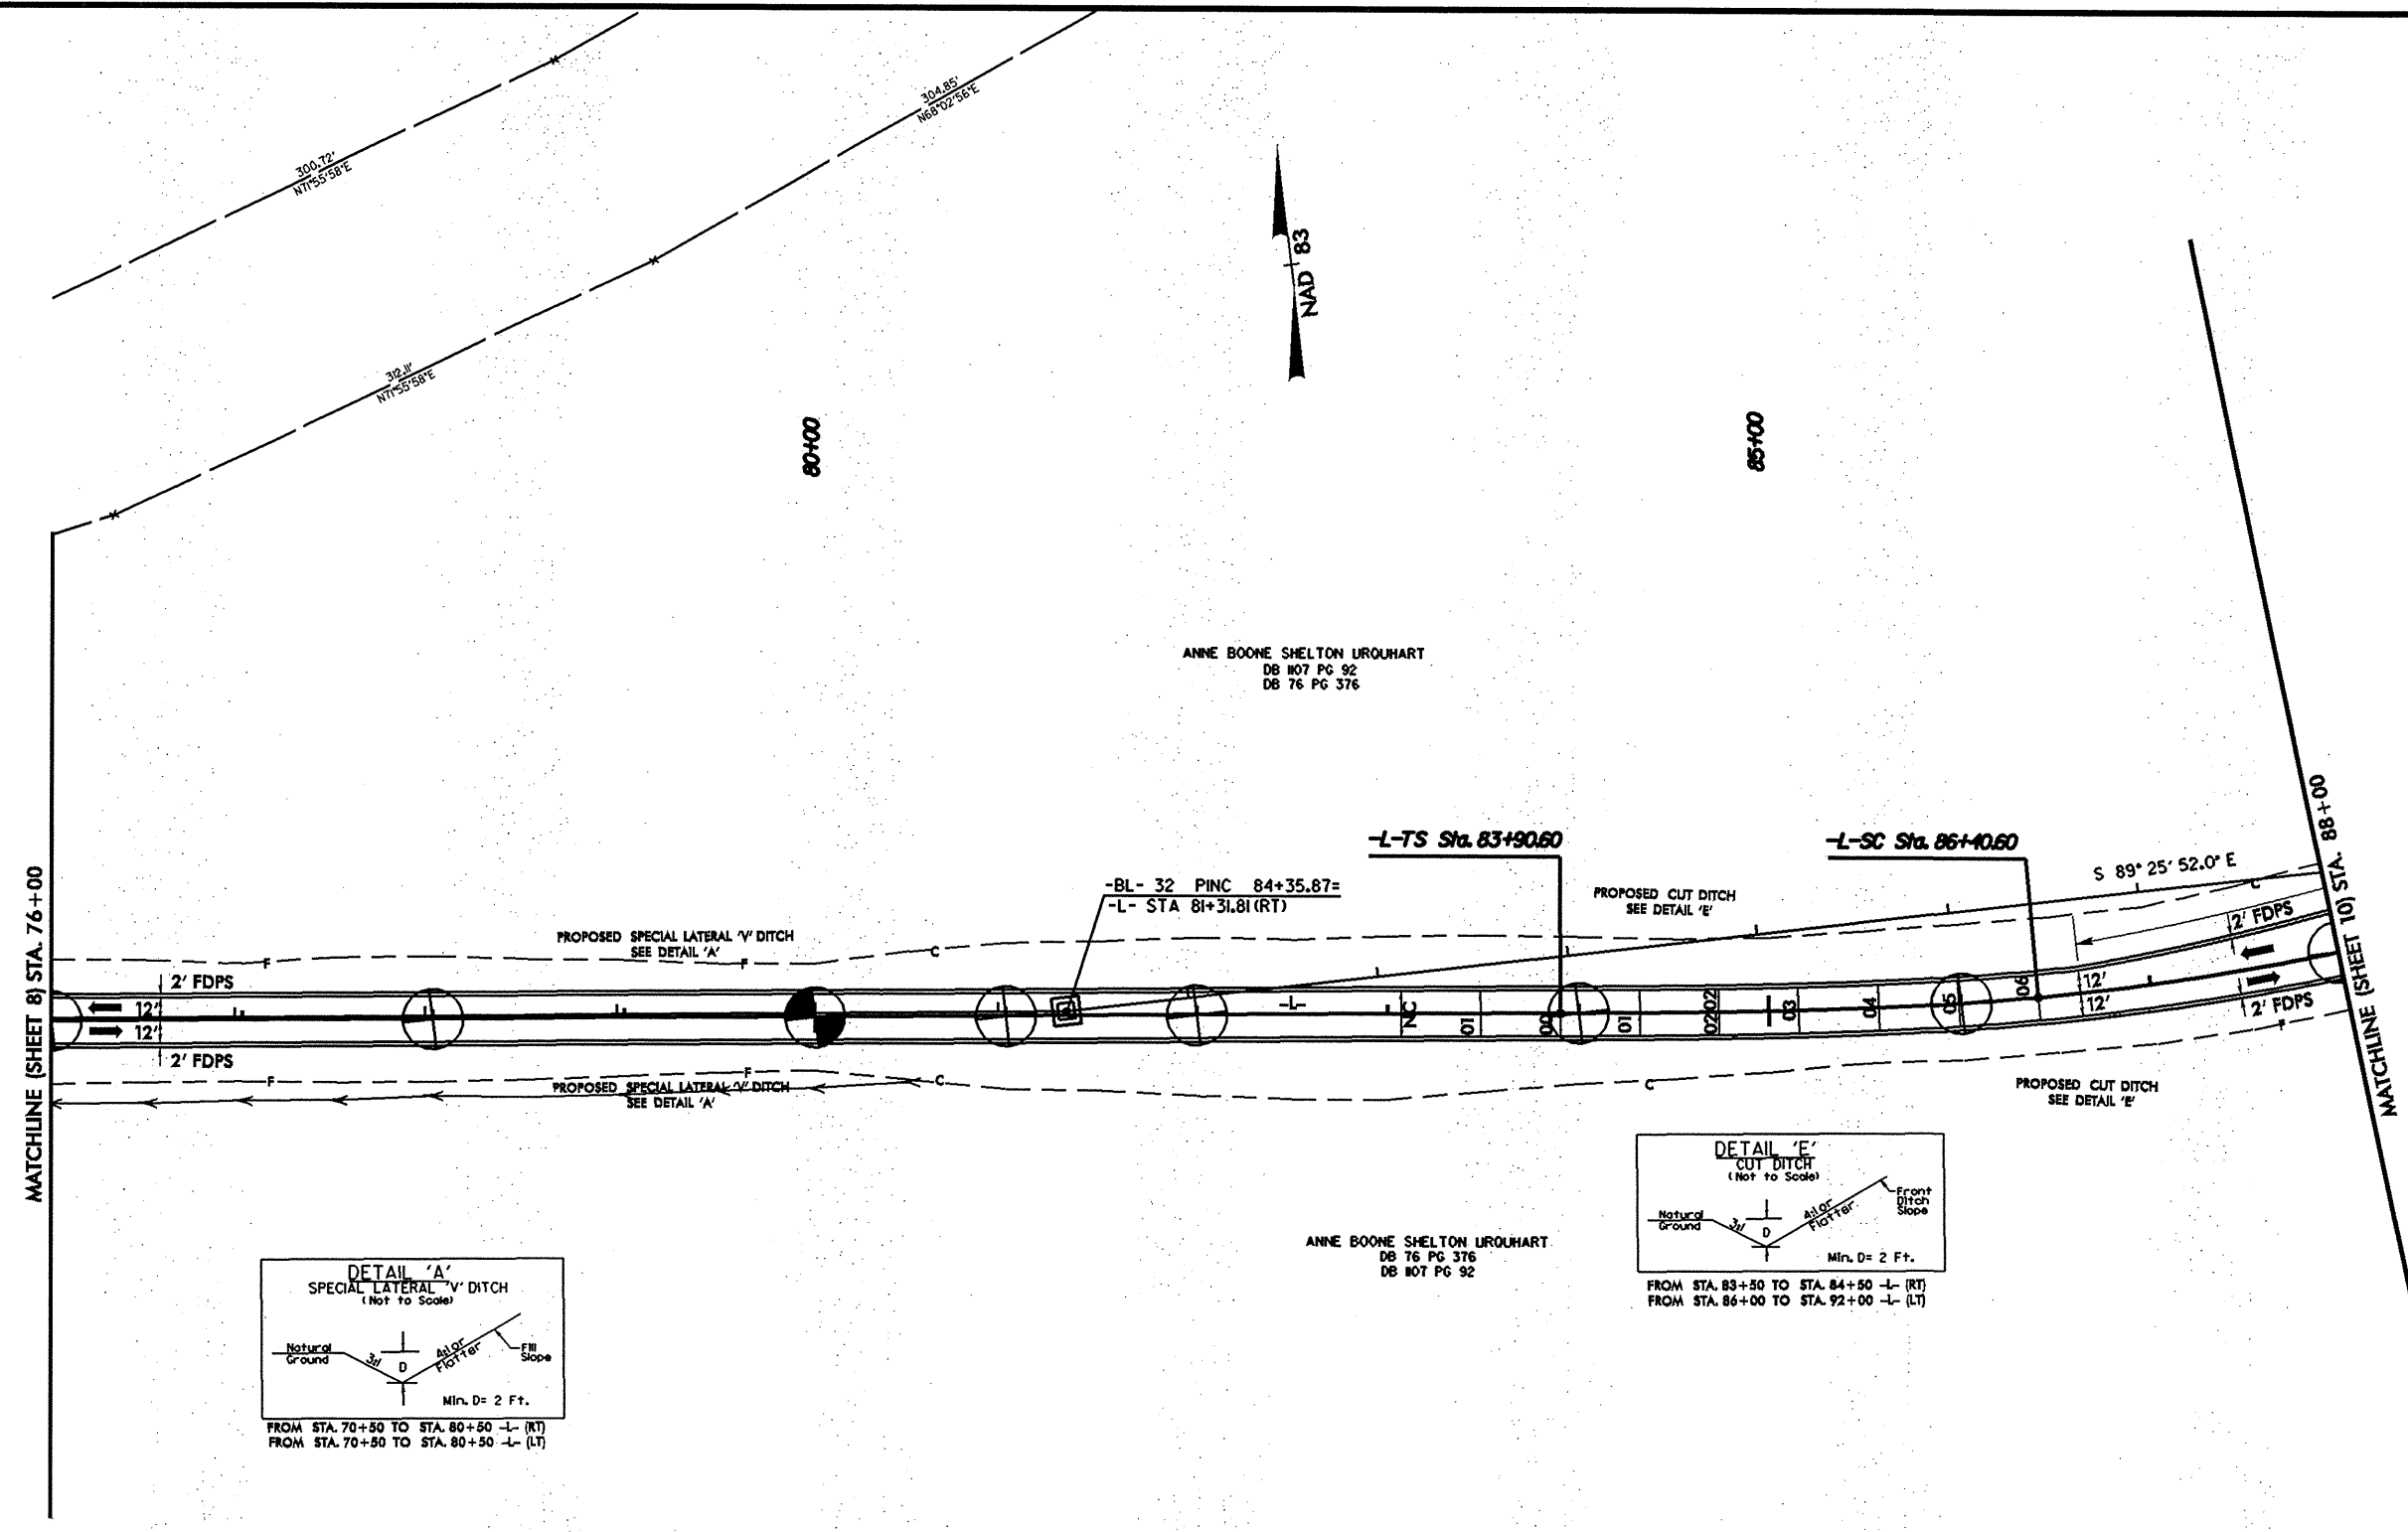 300.72'
N71°55'58"E
304.85'
N68°02'56"E
312.11'
N71°55'58"E
NAD 83
80+00
85+00
ANNE BOONE SHELTON URQUHART
DB 1107 PG 92
DB 76 PG 376
-L-TS Sta. 83+90.60
-L-SC Sta. 86+40.60
S 89° 25' 52.0" E
-BL- 32 PINC 84+35.87=
-L- STA 81+31.81 (RT)
PROPOSED CUT DITCH
SEE DETAIL 'E'
PROPOSED SPECIAL LATERAL 'V' DITCH
SEE DETAIL 'A'
MATCHLINE (SHEET 8) STA. 76+00
MATCHLINE (SHEET 10) STA. 88+00
F
F
C
C
2' FDPS
12'
12'
2' FDPS
-L-
NC
01
00
01
02
02
03
04
05
06
12'
12'
2' FDPS
2' FDPS
F
F
F
C
C
PROPOSED SPECIAL LATERAL 'V' DITCH
SEE DETAIL 'A'
PROPOSED CUT DITCH
SEE DETAIL 'E'
DETAIL 'E'
CUT DITCH
(Not to Scale)
Natural
Ground
3:1
D
4:1 or
Flatter
Front
Ditch
Slope
Min. D= 2 Ft.
FROM STA. 83+50 TO STA. 84+50 -L- (RT)
FROM STA. 86+00 TO STA. 92+00 -L- (LT)
ANNE BOONE SHELTON URQUHART
DB 76 PG 376
DB 1107 PG 92
DETAIL 'A'
SPECIAL LATERAL 'V' DITCH
(Not to Scale)
Natural
Ground
3:1
D
4:1 or
Flatter
Fill
Slope
Min. D= 2 Ft.
FROM STA. 70+50 TO STA. 80+50 -L- (RT)
FROM STA. 70+50 TO STA. 80+50 -L- (LT)